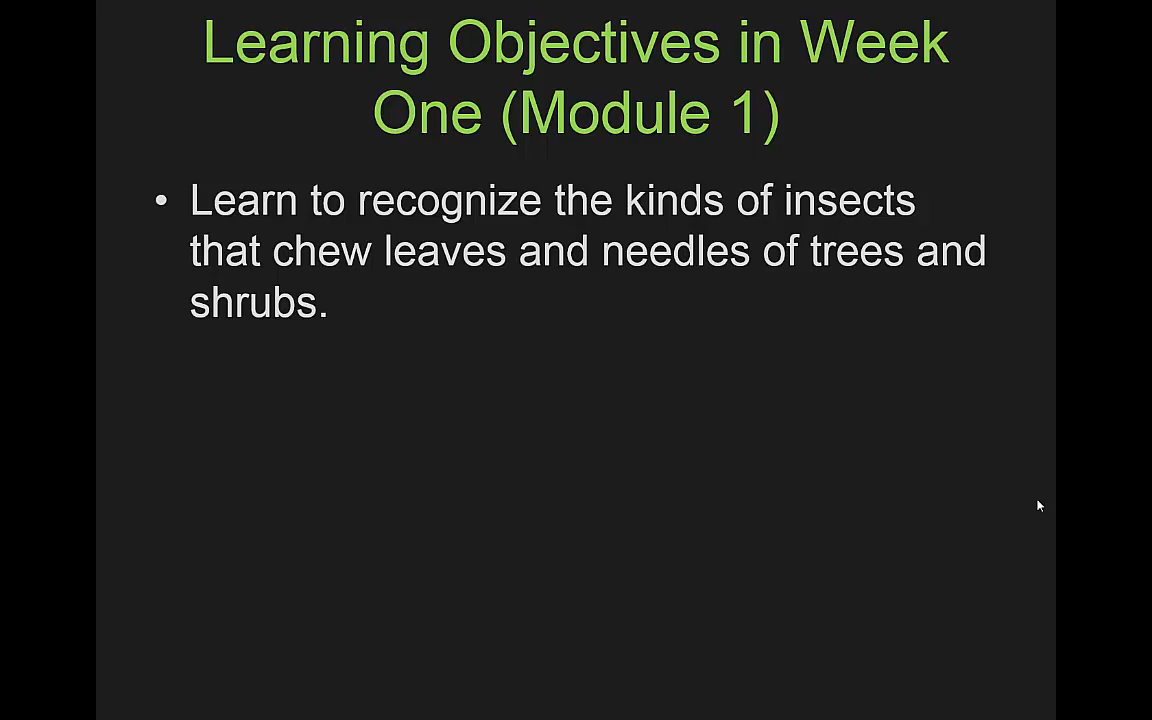 Learning Objectives in Week
One (Module 1)
• Learn to recognize the kinds of insects
that chew leaves and needles of trees and
shrubs.